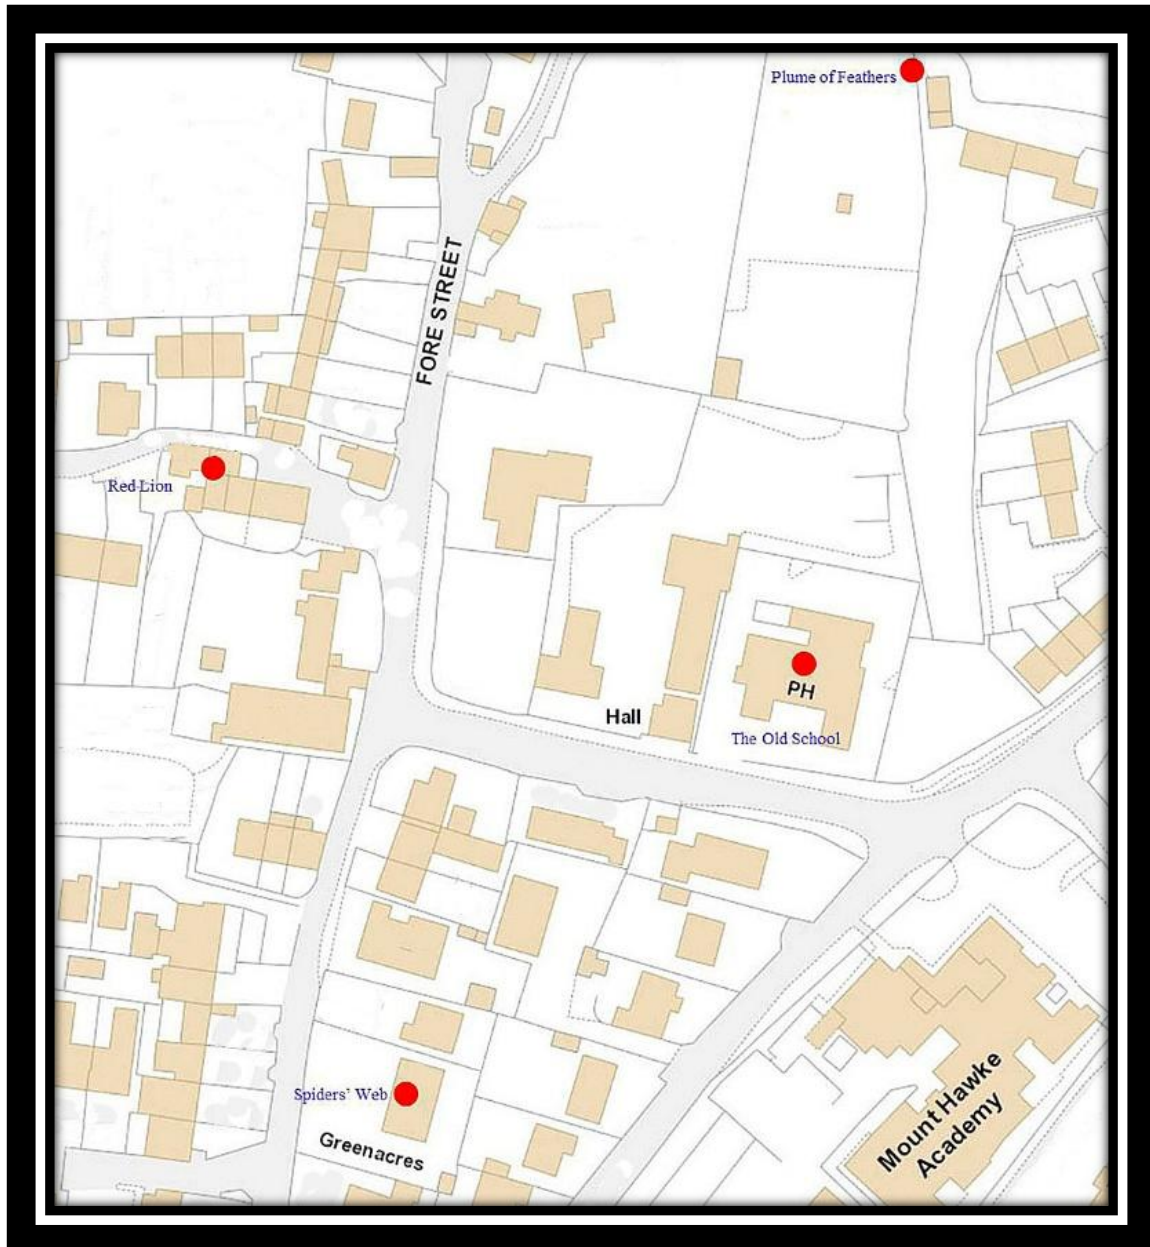 Plume of Feathers
FORE STREET
Red Lion
PH
Hall
The Old School
Spiders' Web
Greenacres
Mount Hawke
Academy